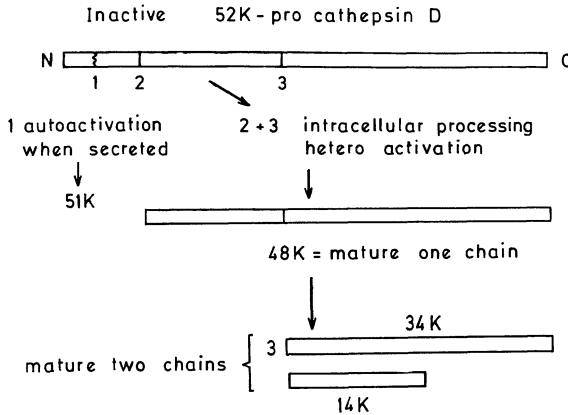 Inactive 52K-pro cathepsin D
N C
1 2 3
1 autoactivation
when secreted
51K
2+3 intracellular processing
hetero activation
48K = mature one chain
34K
3
mature two chains
14K